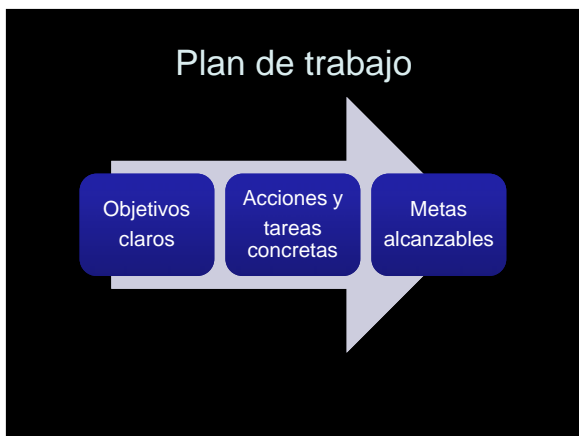 Plan de trabajo
Objetivos
claros
Acciones y
tareas
concretas
Metas
alcanzables